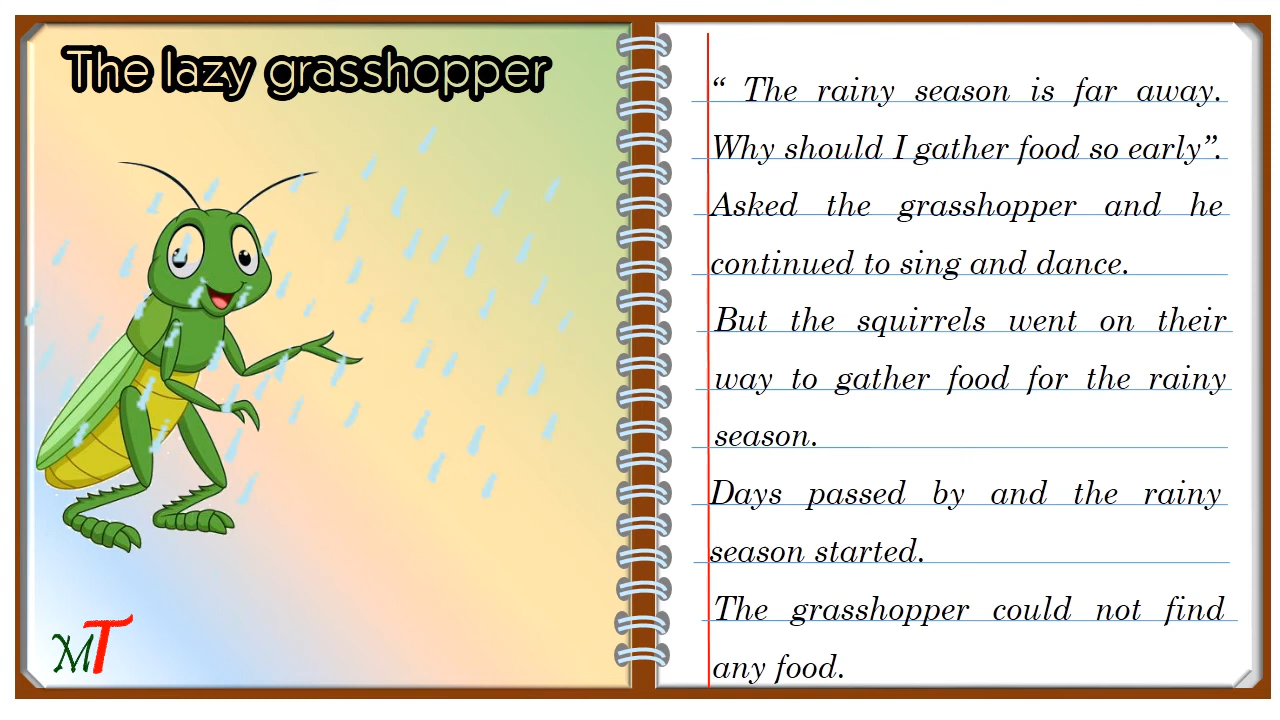 The lazy grasshopper
“ The rainy season is far away.
Why should I gather food so early”.
Asked the grasshopper and he
continued to sing and dance.
But the squirrels went on their
way to gather food for the rainy
season.
Days passed by and the rainy
season started.
The grasshopper could not find
any food.
MT